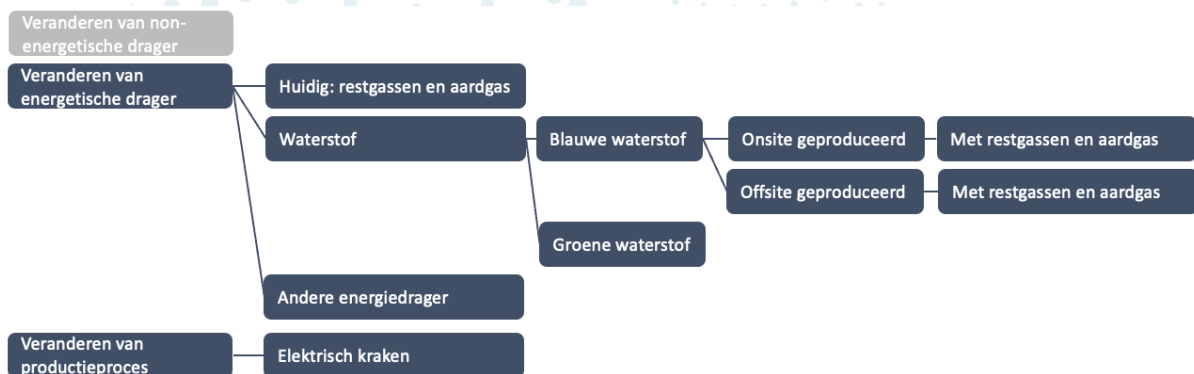 Veranderen van non-
energetische drager
Veranderen van
energetische drager
Huidig: restgassen en aardgas
Waterstof
Blauwe waterstof
Onsite geproduceerd
Met restgassen en aardgas
Offsite geproduceerd
Met restgassen en aardgas
Groene waterstof
Andere energiedrager
Veranderen van
productieproces
Elektrisch kraken